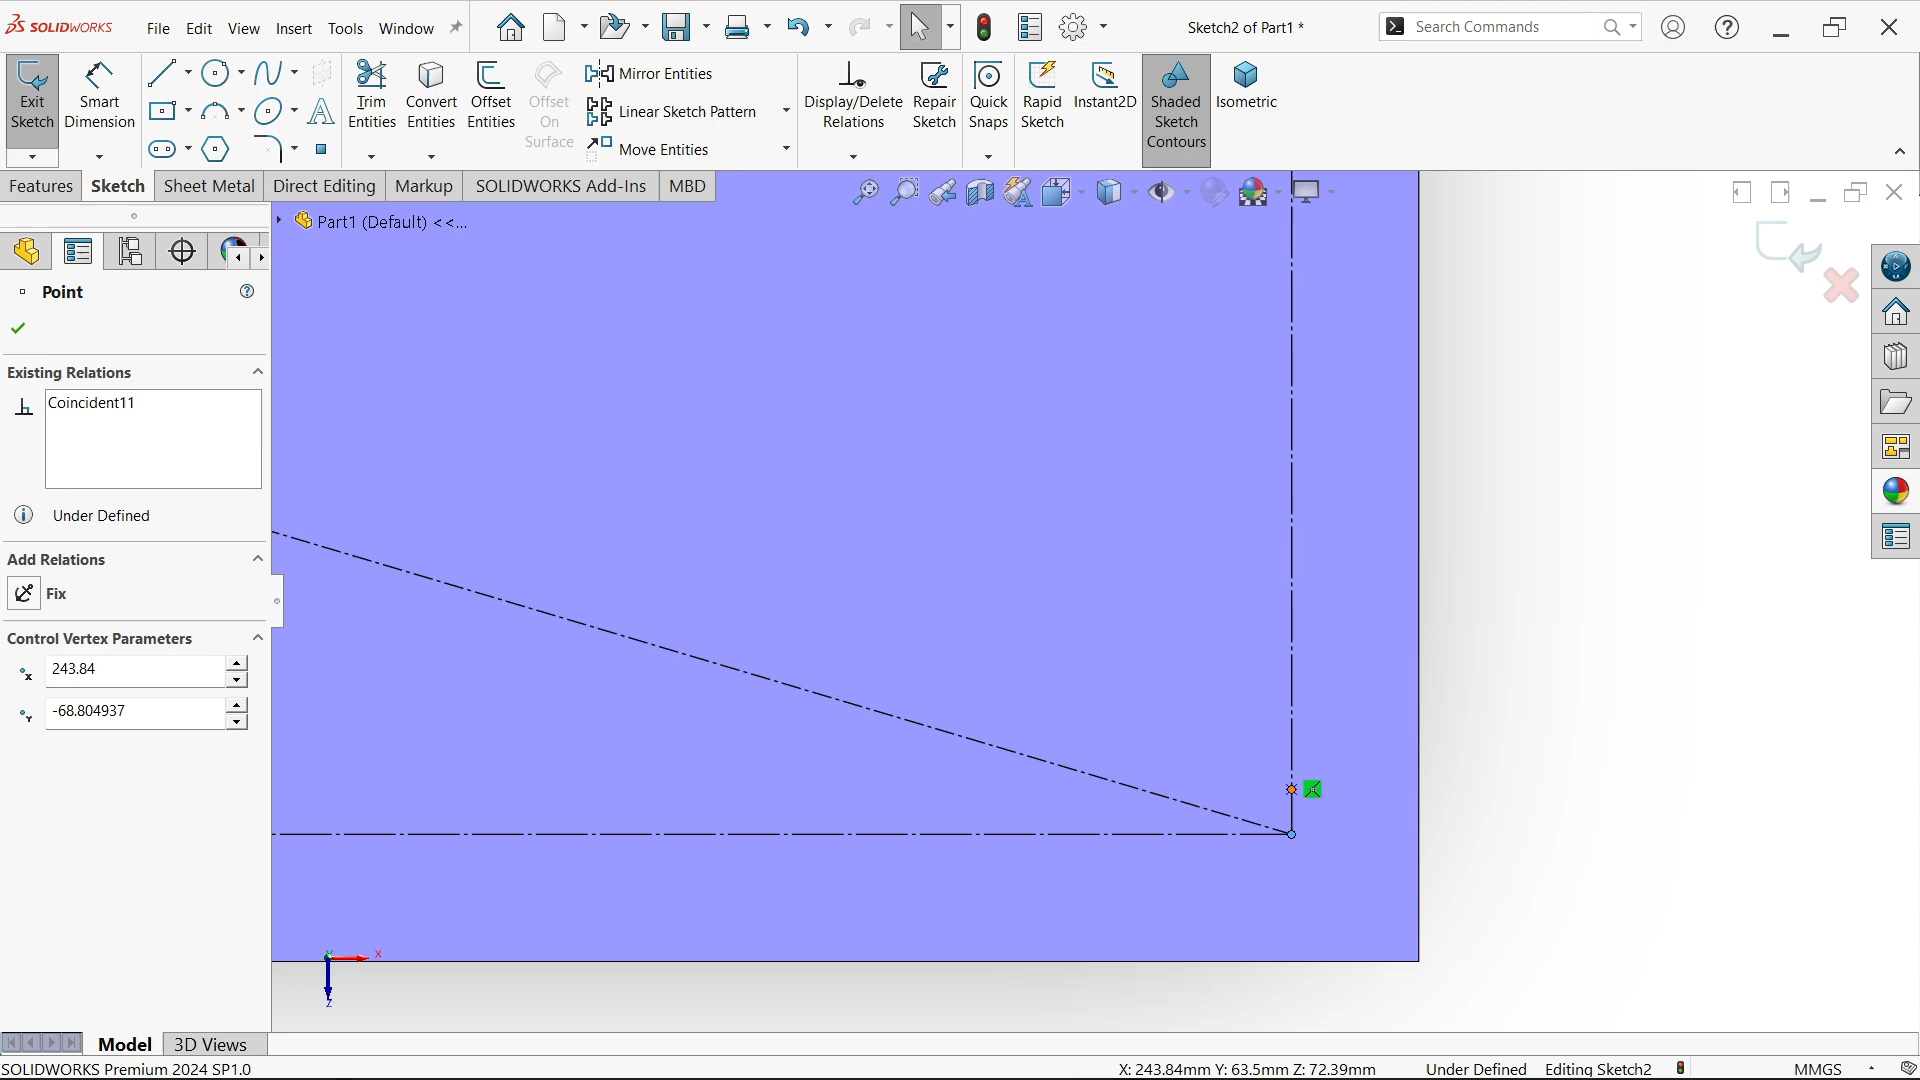 SOLIDWORKS File Edit View Insert Tools Window Sketch2 of Part1 * Search Commands
Exit Sketch
Smart Dimension
Trim Entities
Convert Entities
Offset Entities
Offset On Surface
Mirror Entities
Linear Sketch Pattern
Move Entities
Display/Delete Relations
Repair Sketch
Quick Snaps
Rapid Sketch
Instant2D
Shaded Sketch Contours
Isometric
Features Sketch Sheet Metal Direct Editing Markup SOLIDWORKS Add-Ins MBD
Part1 (Default) <<...
Point
Existing Relations
Coincident11
Under Defined
Add Relations
Fix
Control Vertex Parameters
x 243.84
Y -68.804937
Y X
Z
Model 3D Views
SOLIDWORKS Premium 2024 SP1.0 X: 243.84mm Y: 63.5mm Z: 72.39mm Under Defined Editing Sketch2 MMGS